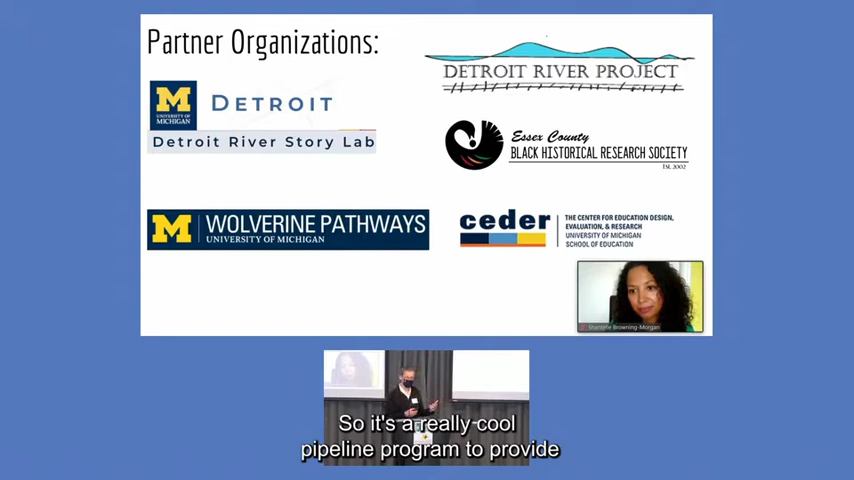 Partner Organizations:
M
UNIVERSITY OF
MICHIGAN
DETROIT
Detroit River Story Lab
DETROIT RIVER PROJECT
Essex County
BLACK HISTORICAL RESEARCH SOCIETY
Est. 2002
M
WOLVERINE PATHWAYS
UNIVERSITY OF MICHIGAN
ceder
THE CENTER FOR EDUCATION DESIGN,
EVALUATION, & RESEARCH
UNIVERSITY OF MICHIGAN
SCHOOL OF EDUCATION
Shantelle Browning-Morgan
So it's a really cool
pipeline program to provide